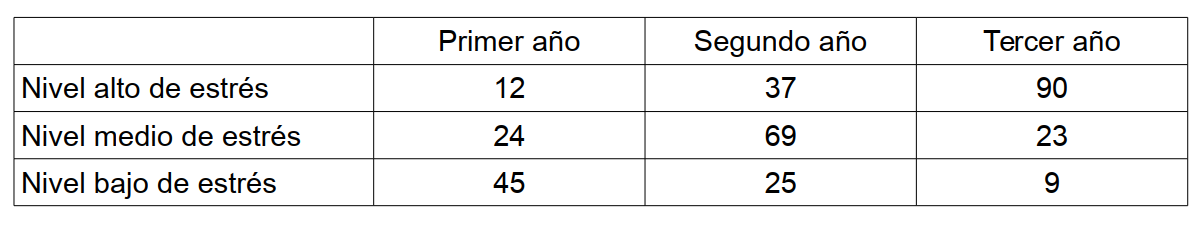 Primer año Segundo año Tercer año
Nivel alto de estrés 12 37 90
Nivel medio de estrés 24 69 23
Nivel bajo de estrés 45 25 9